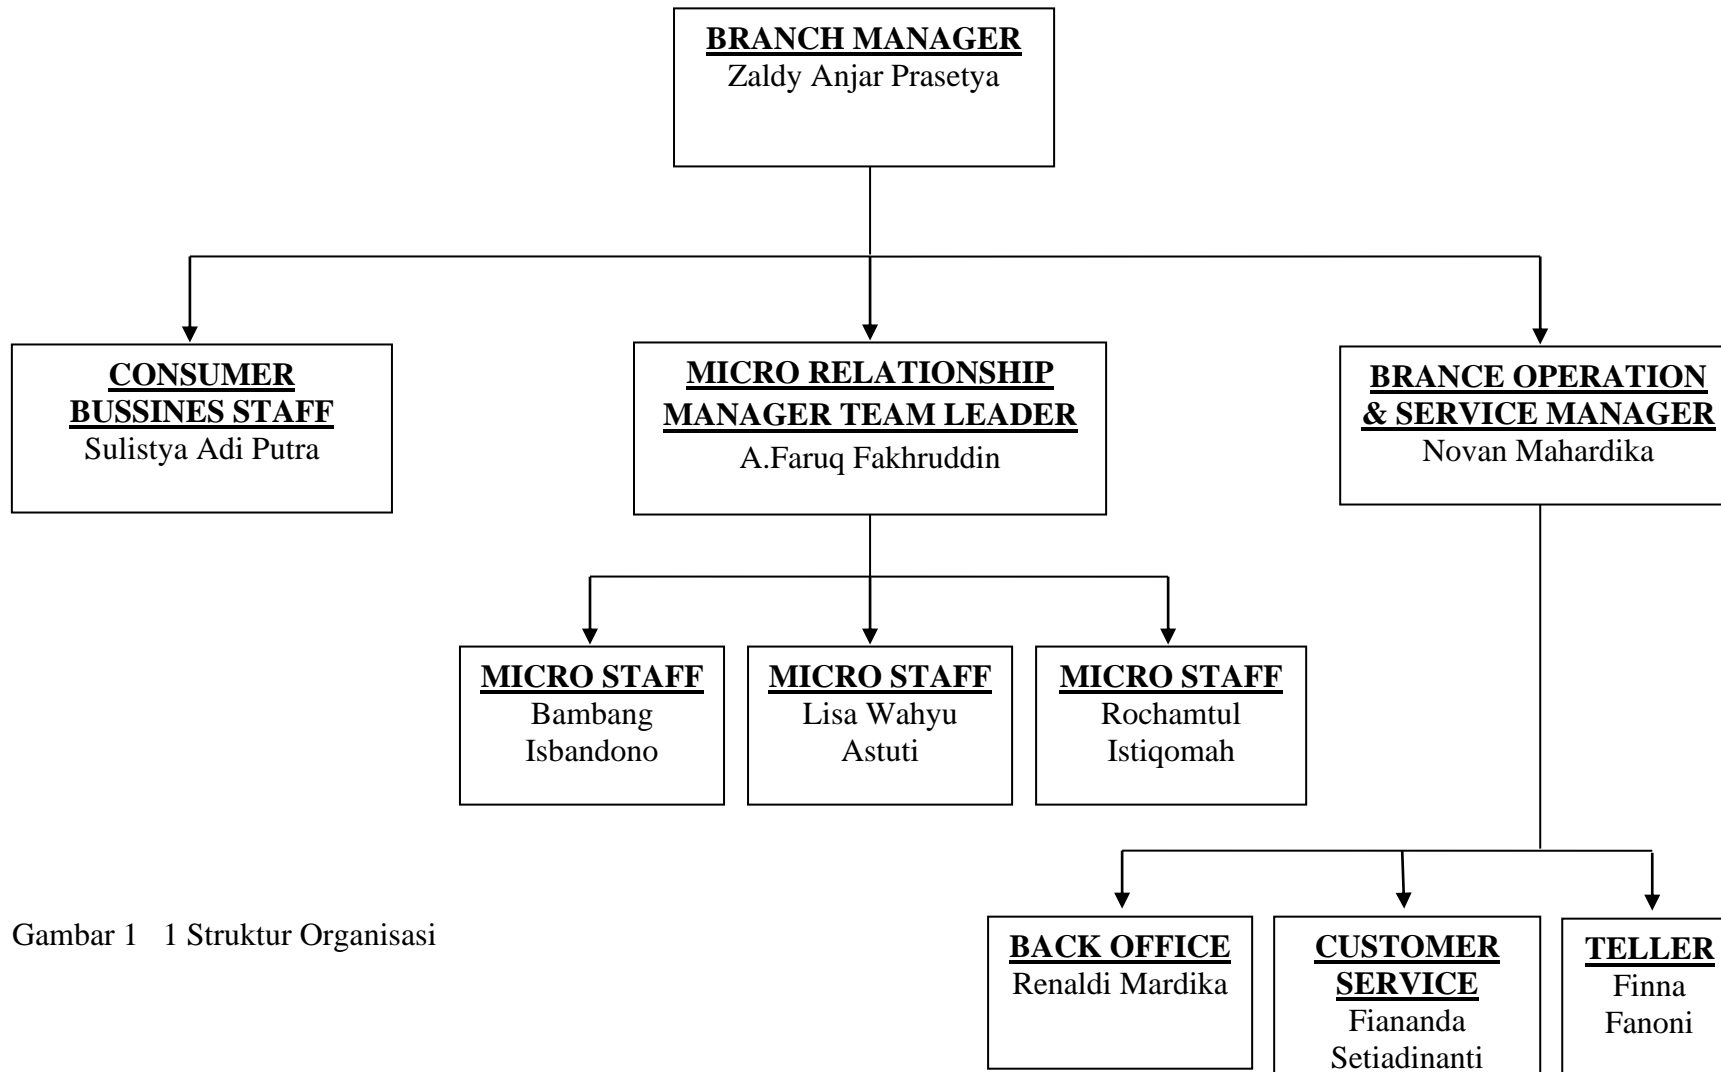 BRANCH MANAGER
Zaldy Anjar Prasetya
CONSUMER
BUSSINES STAFF
Sulistya Adi Putra
MICRO RELATIONSHIP
MANAGER TEAM LEADER
A.Faruq Fakhruddin
BRANCE OPERATION
& SERVICE MANAGER
Novan Mahardika
MICRO STAFF
Bambang
Isbandono
MICRO STAFF
Lisa Wahyu
Astuti
MICRO STAFF
Rochamtul
Istiqomah
Gambar 1 1 Struktur Organisasi
BACK OFFICE
Renaldi Mardika
CUSTOMER
SERVICE
Fiananda
Setiadinanti
TELLER
Finna
Fanoni